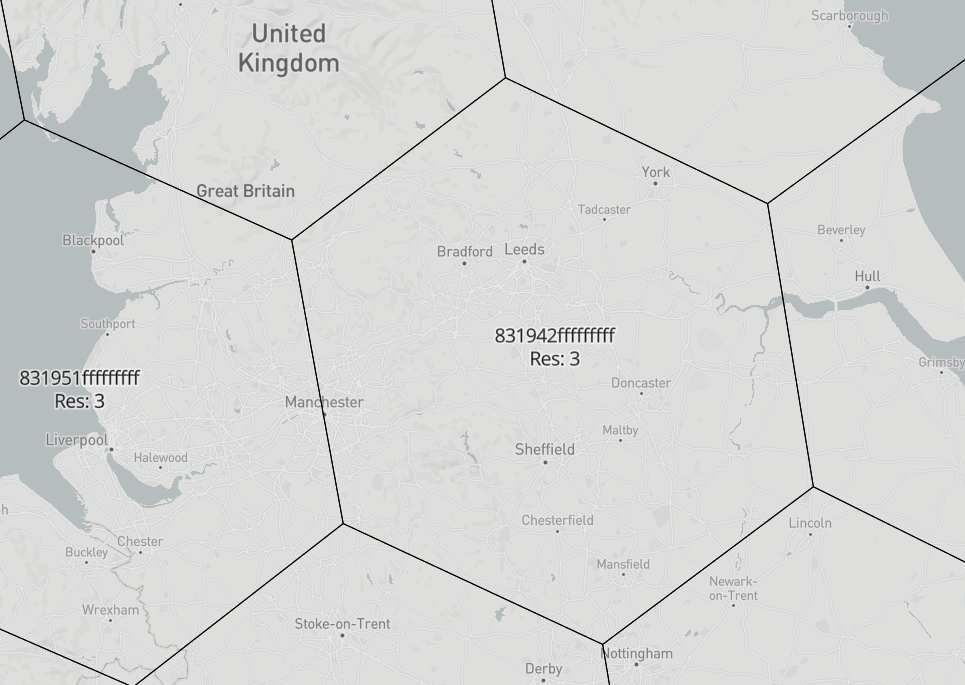 Scarborough
United
Kingdom
York
Great Britain
Tadcaster
Beverley
Blackpool
Bradford
Leeds
Hull
Southport
831942fffffffff
Res: 3
Grimsby
831951fffffffff
Res: 3
Doncaster
Manchester
Maltby
Liverpool
Halewood
Sheffield
h
Chesterfield
Lincoln
Chester
Buckley
Mansfield
Newark-
on-Trent
Wrexham
Stoke-on-Trent
Nottingham
Derby